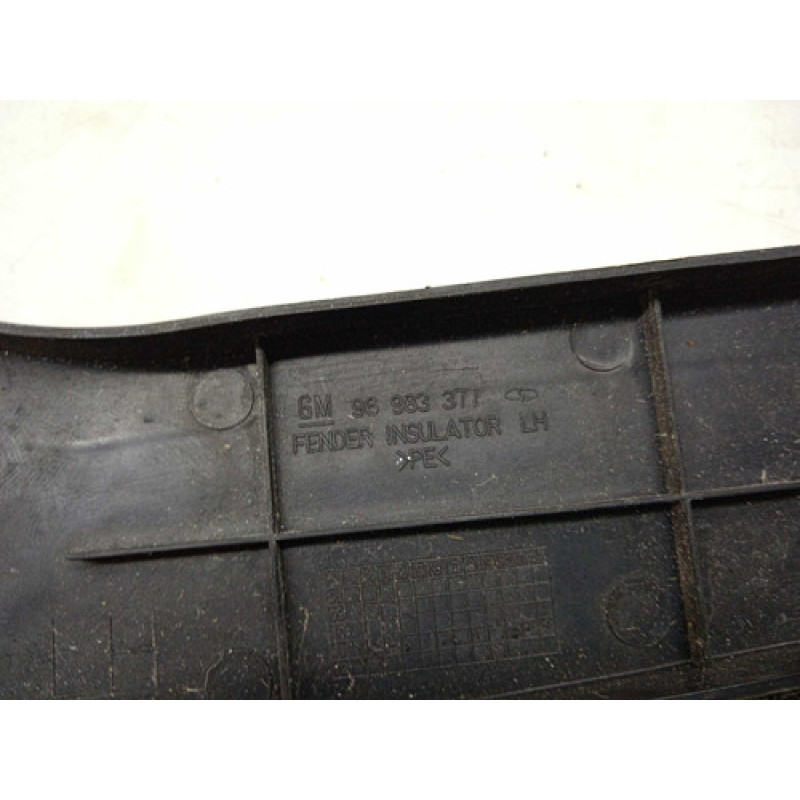 GM 96 983 377
FENDER INSULATOR LH
>PE<